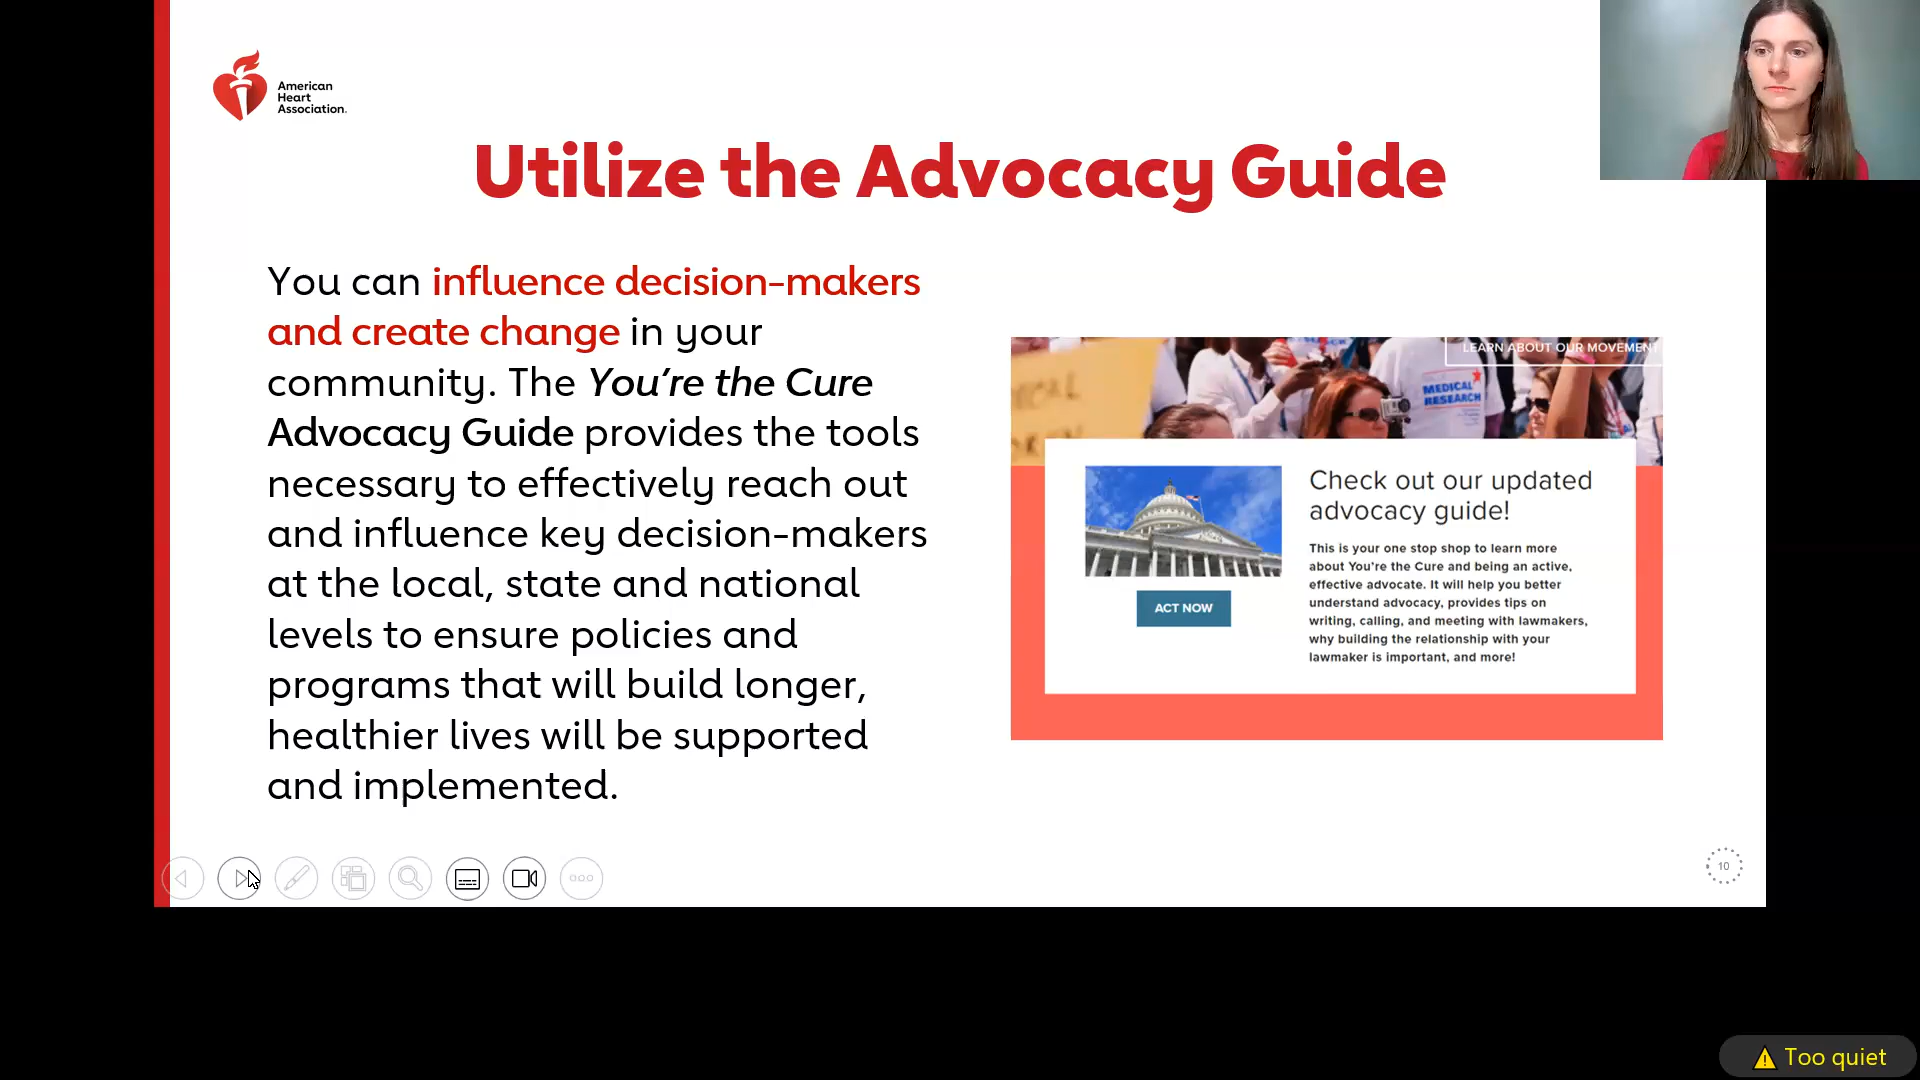 American
Heart
Association.
Utilize the Advocacy Guide
You can influence decision-makers
and create change in your
community. The You're the Cure
Advocacy Guide provides the tools
necessary to effectively reach out
and influence key decision-makers
at the local, state and national
levels to ensure policies and
programs that will build longer,
healthier lives will be supported
and implemented.
LEARN ABOUT OUR MOVEMENT
MEDICAL
RESEARCH
Check out our updated
advocacy guide!
This is your one stop shop to learn more
about You're the Cure and being an active,
effective advocate. It will help you better
understand advocacy, provides tips on
writing, calling, and meeting with lawmakers,
why building the relationship with your
lawmaker is important, and more!
ACT NOW
10
Too quiet